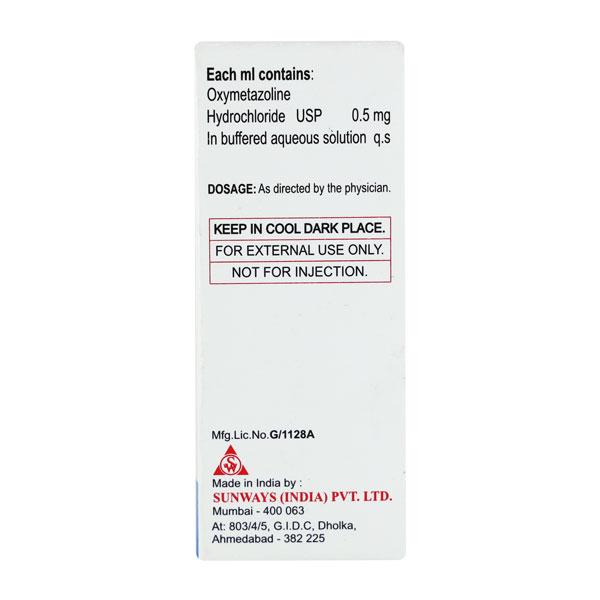 Each ml contains:
Oxymetazoline
Hydrochloride USP 0.5 mg
In buffered aqueous solution q.s
DOSAGE: As directed by the physician.
KEEP IN COOL DARK PLACE.
FOR EXTERNAL USE ONLY.
NOT FOR INJECTION.
Mfg.Lic.No.G/1128A
SW
Made in India by :
SUNWAYS (INDIA) PVT. LTD.
Mumbai - 400 063
At: 803/4/5, G.I.D.C, Dholka,
Ahmedabad - 382 225